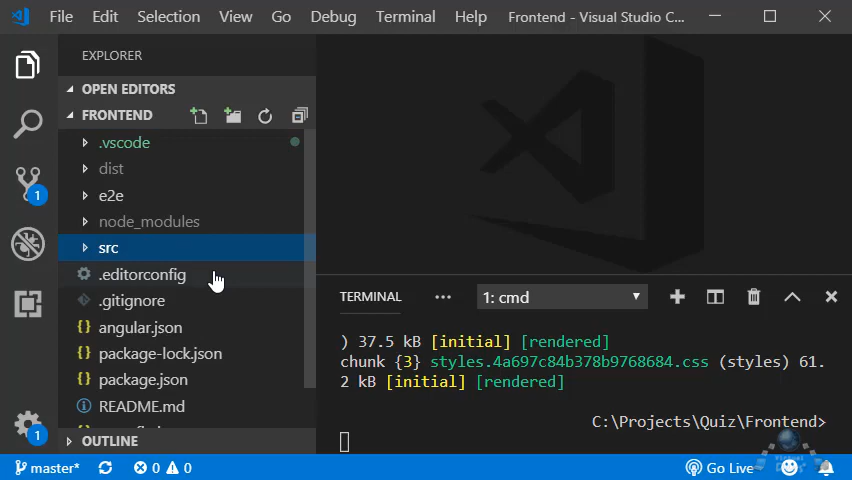 File Edit Selection View Go Debug Terminal Help Frontend - Visual Studio C...
EXPLORER
OPEN EDITORS
FRONTEND
.vscode
dist
e2e
node_modules
src
.editorconfig
.gitignore
{} angular.json
{} package-lock.json
{} package.json
README.md
OUTLINE
TERMINAL ... 1: cmd
) 37.5 kB [initial] [rendered]
chunk {3} styles.4a697c84b378b9768684.css (styles) 61.
2 kB [initial] [rendered]
C:\Projects\Quiz\Frontend>
1
1
master* 0 0 Go Live